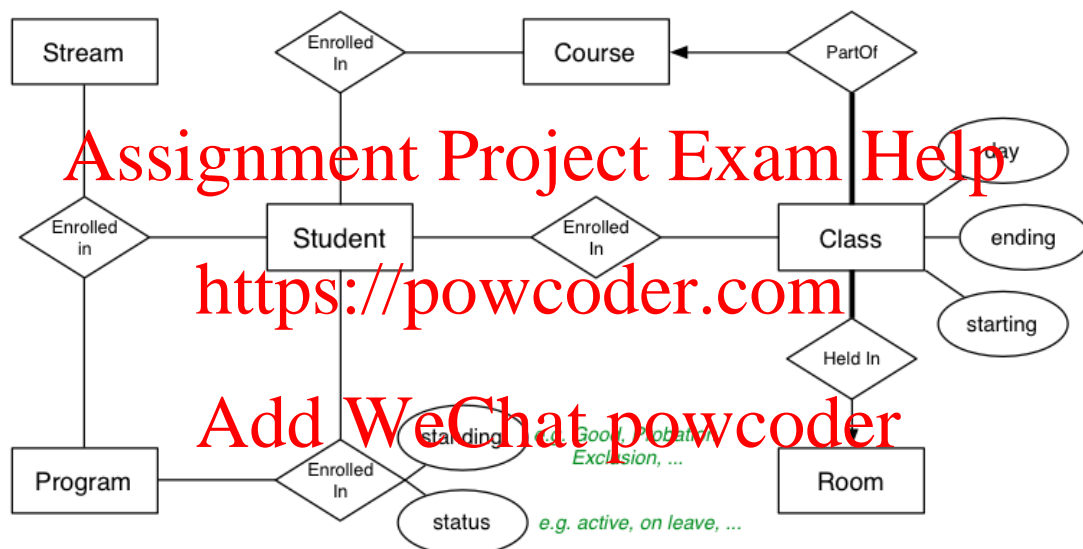 Stream
Enrolled
In
Course
PartOf
Assignment Project Exam Help
day
Enrolled
in
Student
Enrolled
In
Class
ending
https://powcoder.com
starting
Held In
Add WeChat powcoder
standing
e.g. Good, Probation
Exclusion, ...
Program
Enrolled
In
Room
status
e.g. active, on leave, ...